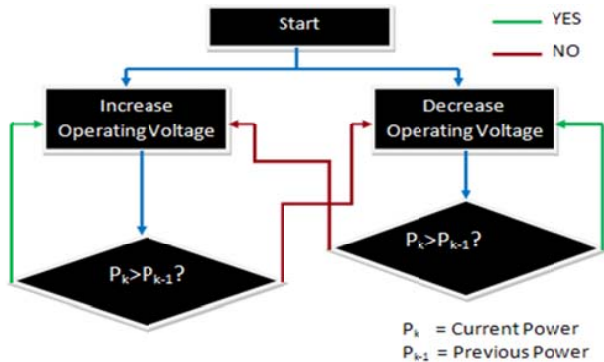 Start
YES
NO
Increase
Operating Voltage
Decrease
Operating Voltage
Pₖ>Pₖ₋₁?
Pₖ>Pₖ₋₁?
Pₖ = Current Power
Pₖ₋₁ = Previous Power